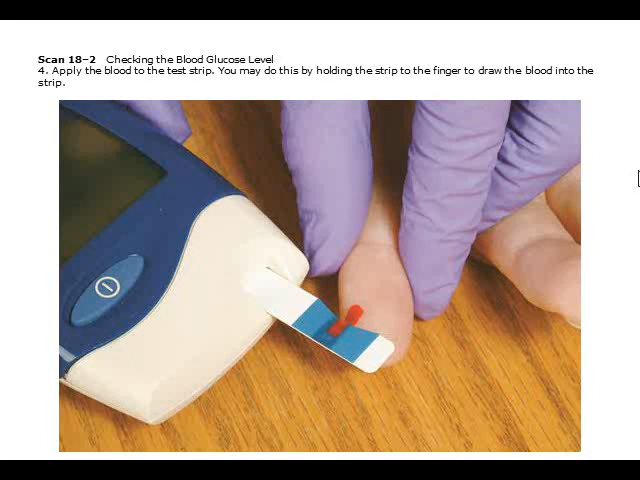 Scan 18–2 Checking the Blood Glucose Level
4. Apply the blood to the test strip. You may do this by holding the strip to the finger to draw the blood into the
strip.